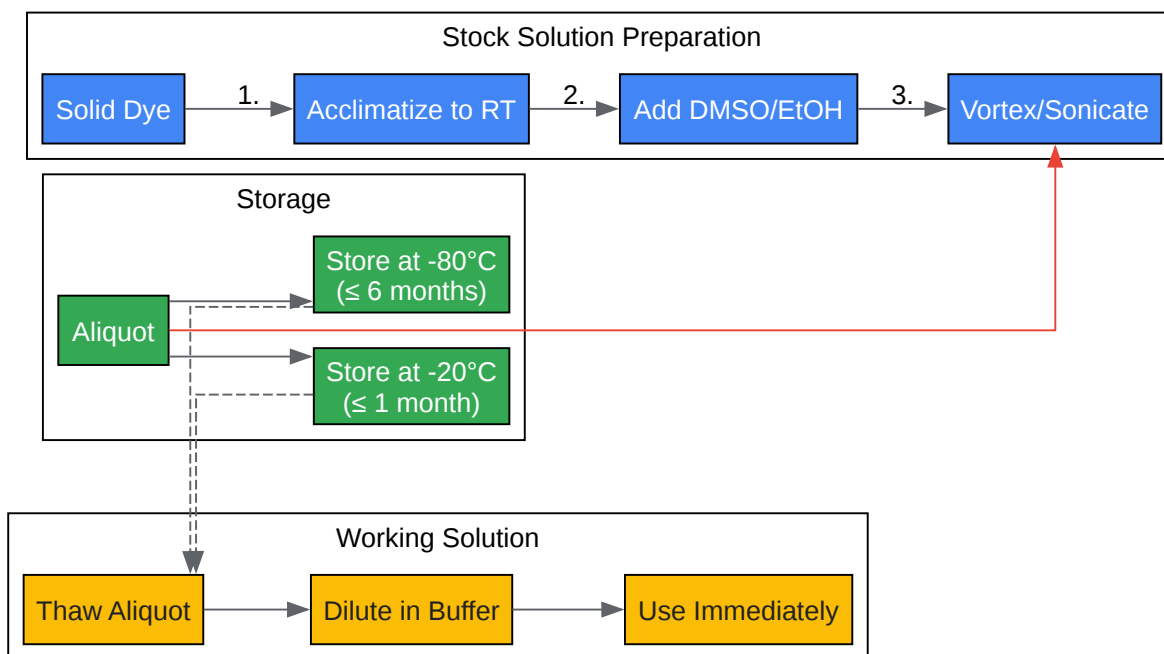 Stock Solution Preparation
Solid Dye
1.
Acclimatize to RT
2.
Add DMSO/EtOH
3.
Vortex/Sonicate
Storage
Aliquot
Store at -80°C
(≤ 6 months)
Store at -20°C
(≤ 1 month)
Working Solution
Thaw Aliquot
Dilute in Buffer
Use Immediately